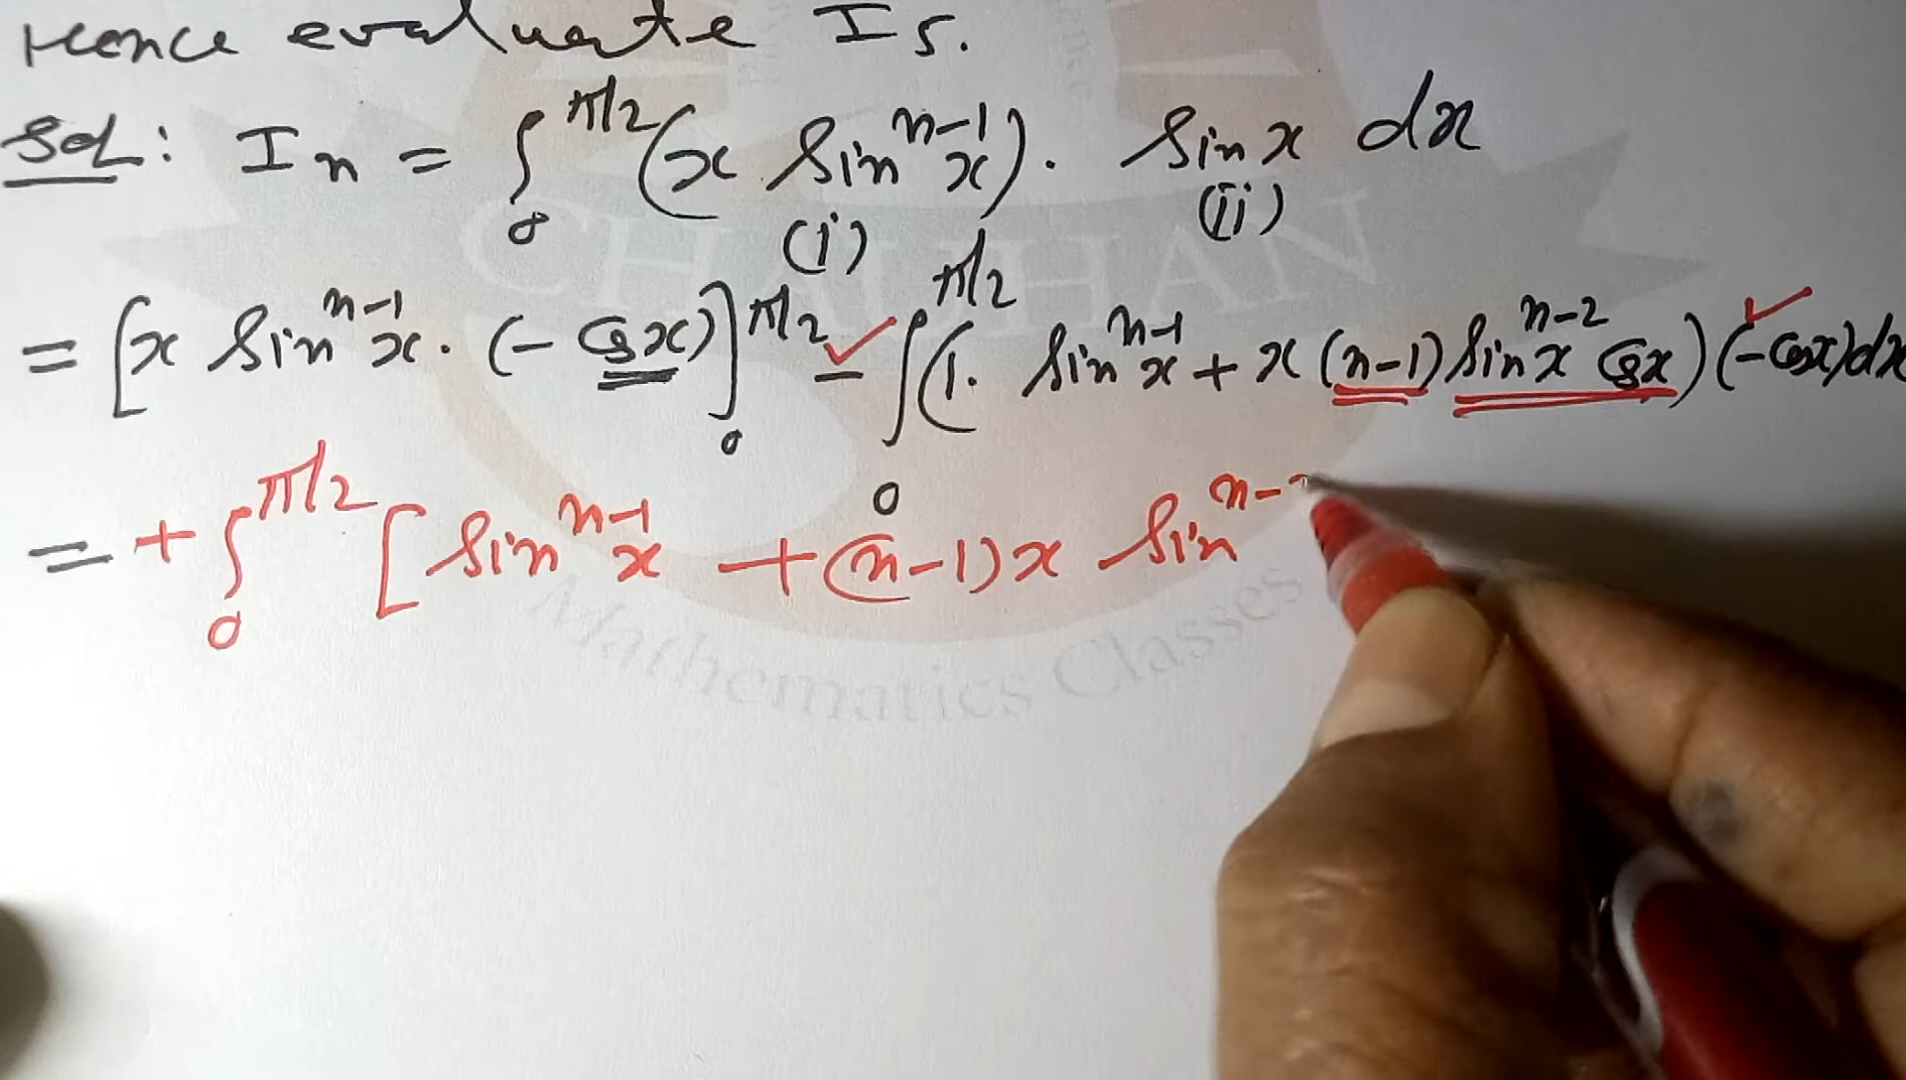 Hence evaluate I5.
Sol: In = ∫₀^π/2 (x sin^n-1 x). sin x dx
(i) (ii)
= [x sin^n-1 x. (- cos x)]₀^π/2 - ∫₀^π/2 (1. sin^n-1 x + x (n-1) sin^n-2 x cos x) (-cos x) dx
= + ∫₀^π/2 [sin^n-1 x + (n-1) x sin^n-
CHAUHAN
Mathematics Classes